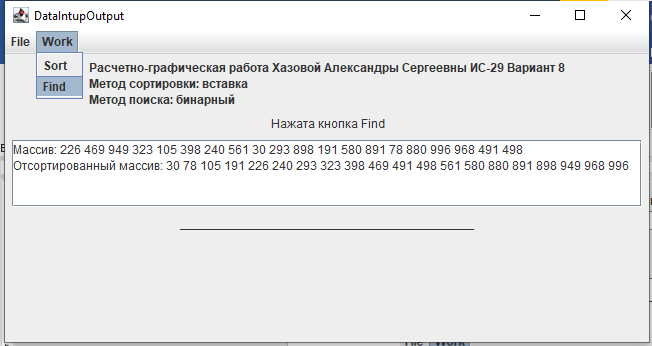 DataIntupOutput
File Work
Sort
Find
Расчетно-графическая работа Хазовой Александры Сергеевны ИС-29 Вариант 8
Метод сортировки: вставка
Метод поиска: бинарный
Нажата кнопка Find
Массив: 226 469 949 323 105 398 240 561 30 293 898 191 580 891 78 880 996 968 491 498
Отсортированный массив: 30 78 105 191 226 240 293 323 398 469 491 498 561 580 880 891 898 949 968 996